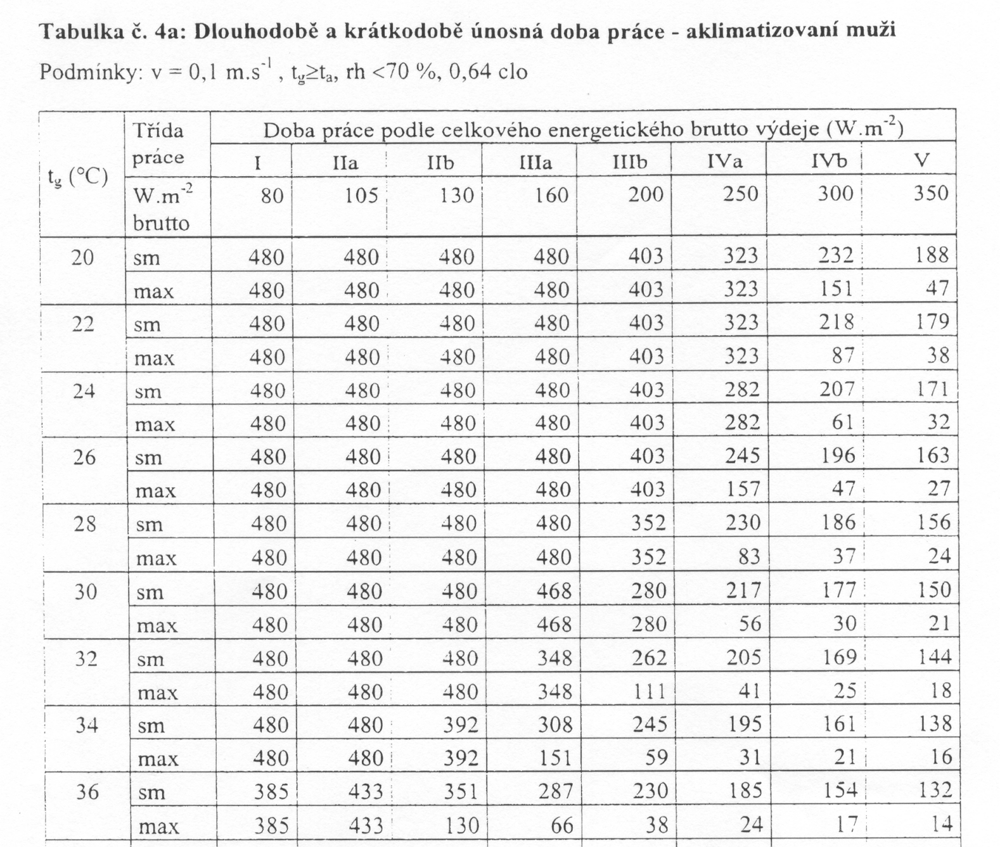 Tabulka č. 4a: Dlouhodobě a krátkodobě únosná doba práce - aklimatizovaní muži
Podmínky: v = 0,1 m.s-1 , tg≥ta, rh <70 %, 0,64 clo
tg (°C) Třída práce Doba práce podle celkového energetického brutto výdeje (W.m-2)
I IIa IIb IIIa IIIb IVa IVb V
W.m-2 brutto 80 105 130 160 200 250 300 350
20 sm 480 480 480 480 403 323 232 188
max 480 480 480 480 403 323 151 47
22 sm 480 480 480 480 403 323 218 179
max 480 480 480 480 403 323 87 38
24 sm 480 480 480 480 403 282 207 171
max 480 480 480 480 403 282 61 32
26 sm 480 480 480 480 403 245 196 163
max 480 480 480 480 403 157 47 27
28 sm 480 480 480 480 352 230 186 156
max 480 480 480 480 352 83 37 24
30 sm 480 480 480 468 280 217 177 150
max 480 480 480 468 280 56 30 21
32 sm 480 480 480 348 262 205 169 144
max 480 480 480 348 111 41 25 18
34 sm 480 480 392 308 245 195 161 138
max 480 480 392 151 59 31 21 16
36 sm 385 433 351 287 230 185 154 132
max 385 433 130 66 38 24 17 14